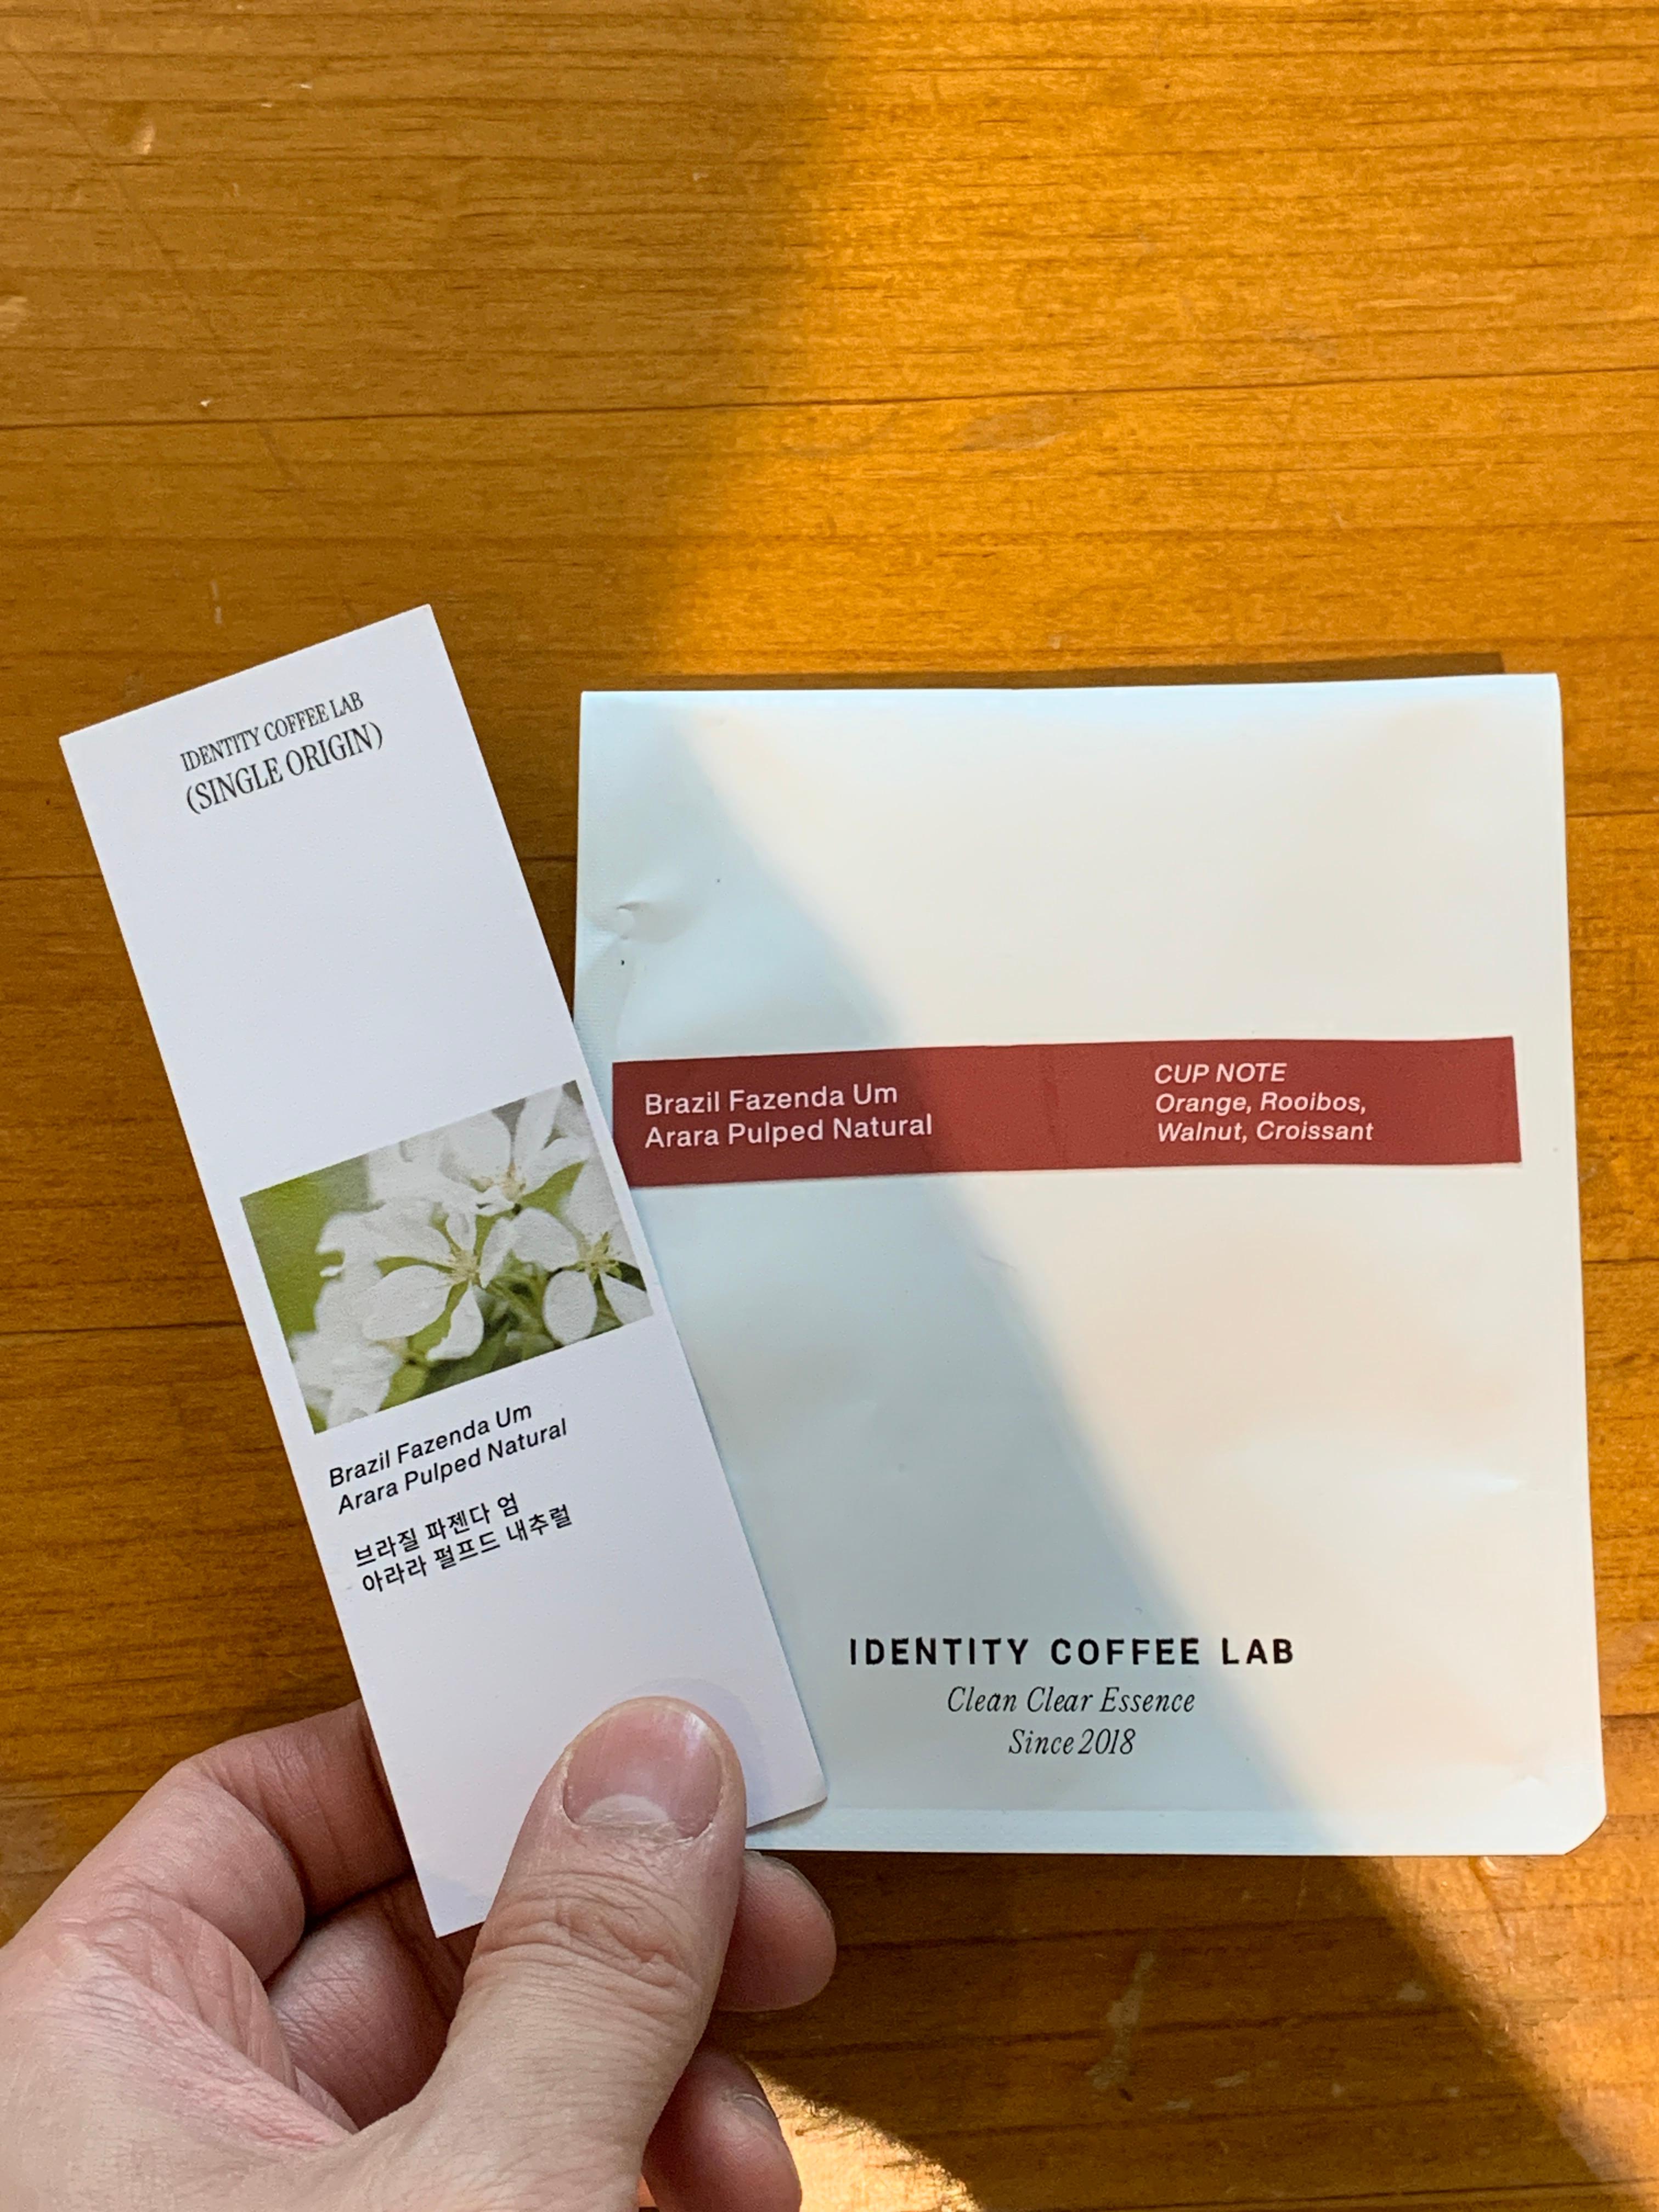 IDENTITY COFFEE LAB
(SINGLE ORIGIN)
Brazil Fazenda Um
Arara Pulped Natural
브라질 파젠다 엄
아라라 펄프드 내추럴
Brazil Fazenda Um
Arara Pulped Natural
CUP NOTE
Orange, Rooibos,
Walnut, Croissant
IDENTITY COFFEE LAB
Clean Clear Essence
Since 2018